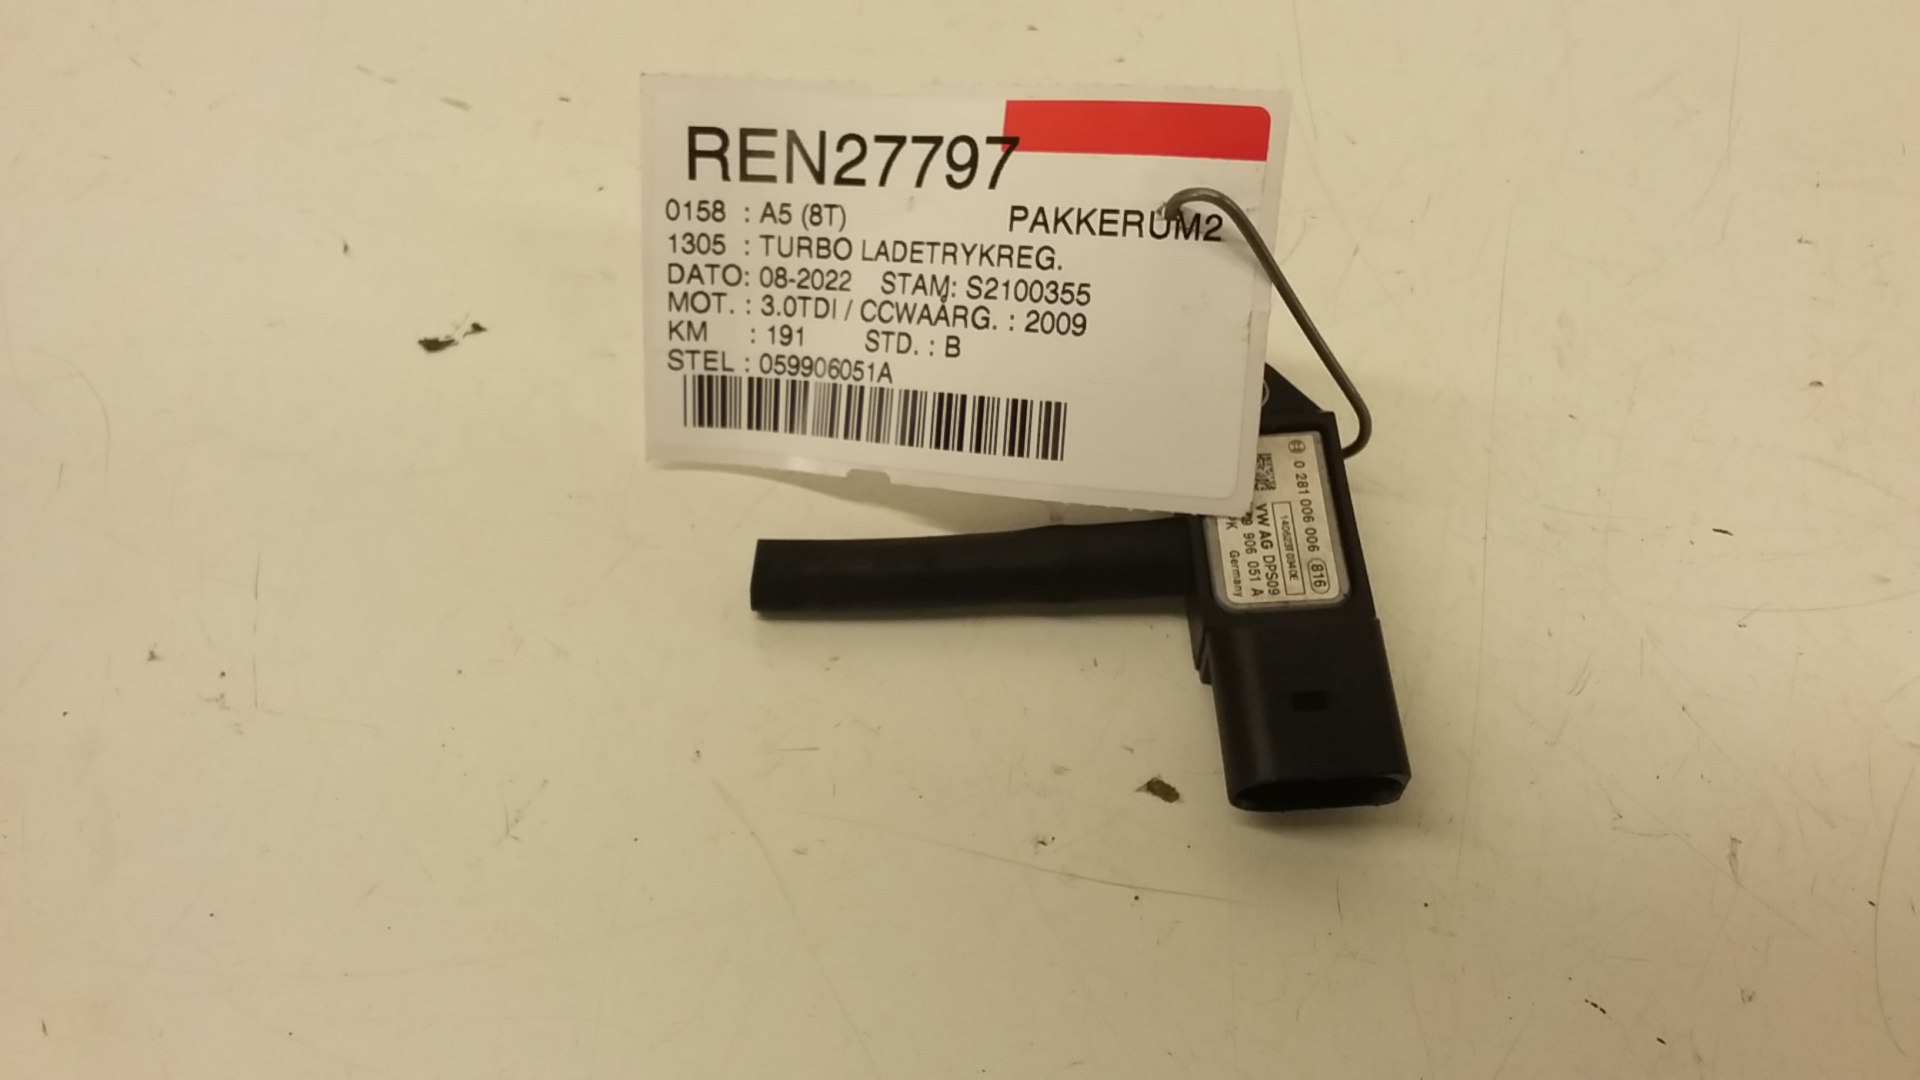 REN27797
0158 : A5 (8T) PAKKERUM2
1305 : TURBO LADETRYKREG.
DATO: 08-2022 STAM: S2100355
MOT. : 3.0TDI / CCWAÅRG. : 2009
KM : 191 STD. : B
STEL : 059906051A
0 281 006 006 816
VW AG DPS09
906 051 A
Germany